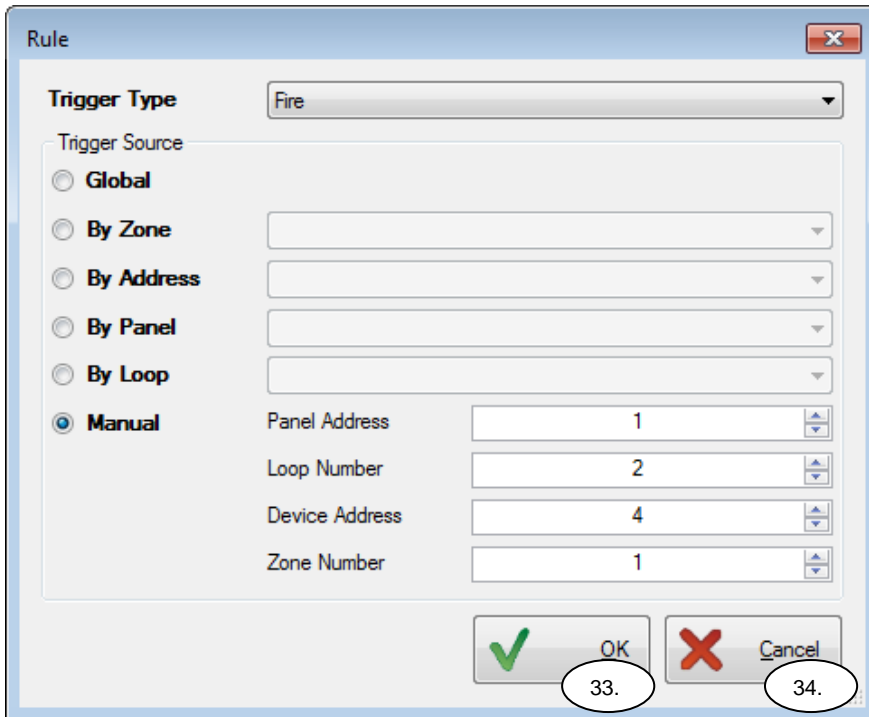 Rule
Trigger Type Fire
Trigger Source
Global
By Zone
By Address
By Panel
By Loop
Manual Panel Address 1
Loop Number 2
Device Address 4
Zone Number 1
OK Cancel
33. 34.